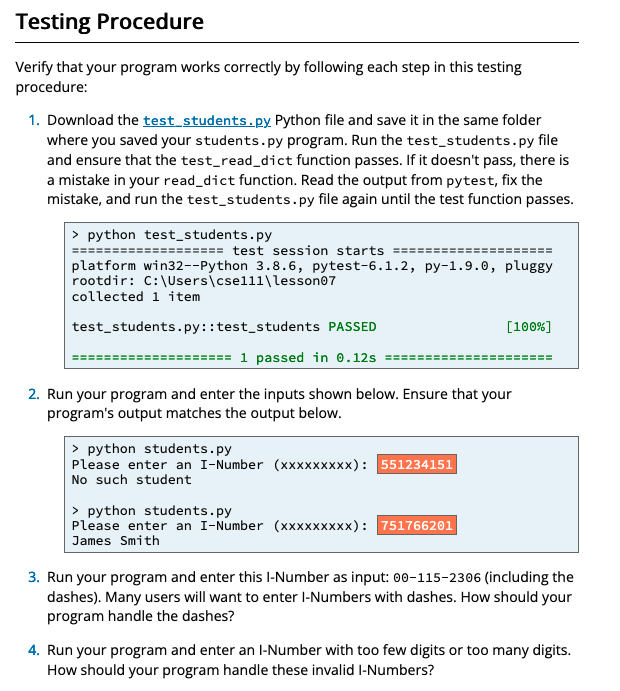 Testing Procedure
Verify that your program works correctly by following each step in this testing
procedure:
1. Download the test_students.py Python file and save it in the same folder
where you saved your students.py program. Run the test_students.py file
and ensure that the test_read_dict function passes. If it doesn't pass, there is
a mistake in your read_dict function. Read the output from pytest, fix the
mistake, and run the test_students.py file again until the test function passes.
> python test_students.py
=================== test session starts ====================
platform win32--Python 3.8.6, pytest-6.1.2, py-1.9.0, pluggy
rootdir: C:\Users\cse111\lesson07
collected 1 item
test_students.py::test_students PASSED [100%]
==================== 1 passed in 0.12s =====================
2. Run your program and enter the inputs shown below. Ensure that your
program's output matches the output below.
> python students.py
Please enter an I-Number (xxxxxxxxx): 551234151
No such student
> python students.py
Please enter an I-Number (xxxxxxxxx): 751766201
James Smith
3. Run your program and enter this I-Number as input: 00-115-2306 (including the
dashes). Many users will want to enter I-Numbers with dashes. How should your
program handle the dashes?
4. Run your program and enter an I-Number with too few digits or too many digits.
How should your program handle these invalid I-Numbers?